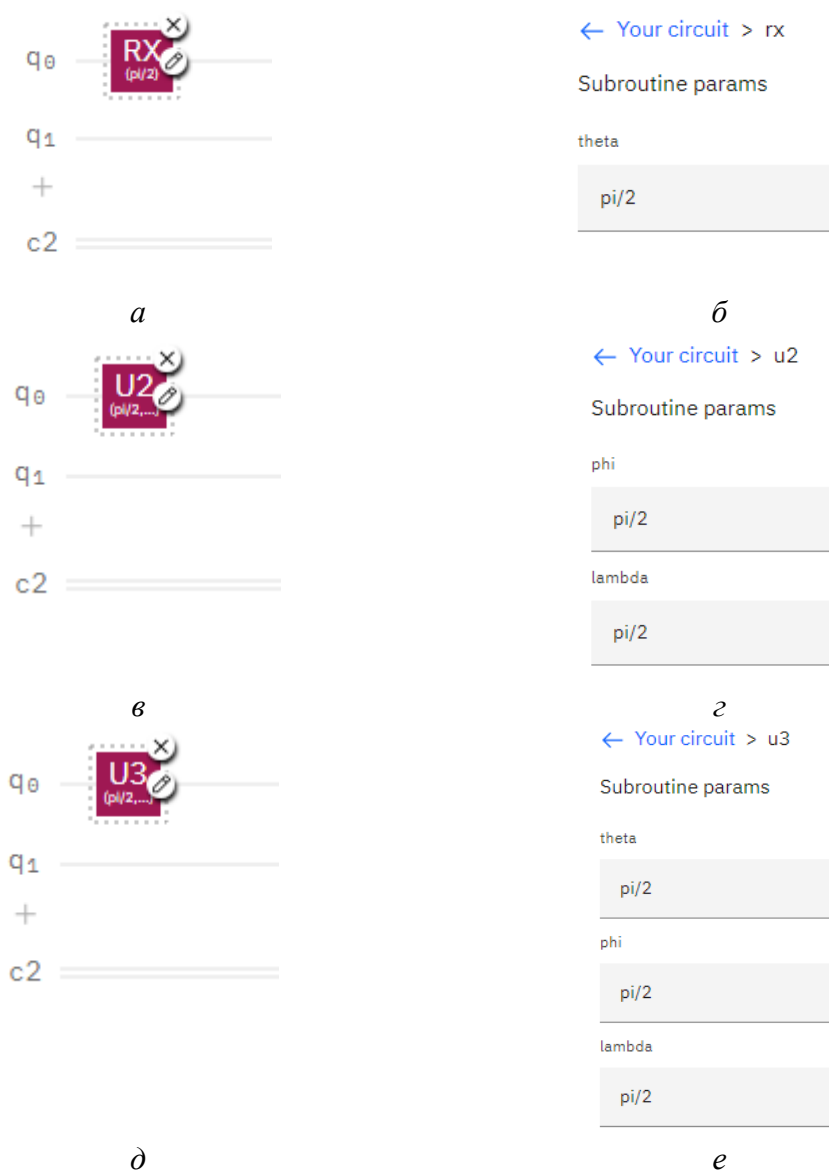 q0 RX
(pi/2)
q1
+
c2
← Your circuit > rx
Subroutine params
theta
pi/2
а
б
q0 U2
(pi/2,...)
q1
+
c2
← Your circuit > u2
Subroutine params
phi
pi/2
lambda
pi/2
в
г
q0 U3
(pi/2,...)
q1
+
c2
← Your circuit > u3
Subroutine params
theta
pi/2
phi
pi/2
lambda
pi/2
д
е